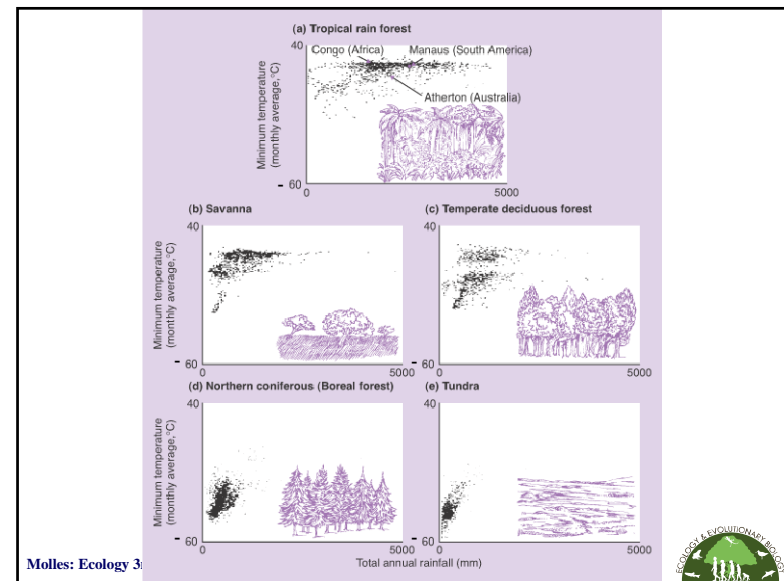 (a) Tropical rain forest
40
Congo (Africa)
Manaus (South America)
Atherton (Australia)
Minimum temperature
(monthly average,°C)
- 60
0
5000
(b) Savanna
40
Minimum temperature
(monthly average,°C)
- 60
0
5000
(c) Temperate deciduous forest
40
- 60
0
5000
(d) Northern coniferous (Boreal forest)
40
Minimum temperature
(monthly average,°C)
- 60
0
5000
(e) Tundra
40
- 60
0
5000
Total annual rainfall (mm)
Molles: Ecology 3
ECOLOGY & EVOLUTIONARY BIOLOGY